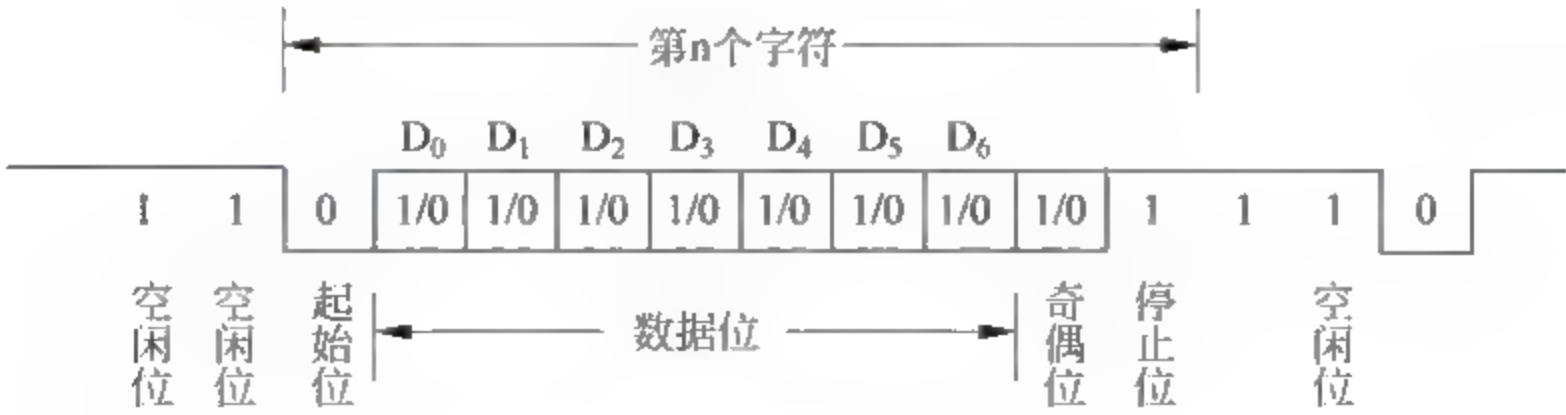 第n个字符
D₀ D₁ D₂ D₃ D₄ D₅ D₆
1 1 0 1/0 1/0 1/0 1/0 1/0 1/0 1/0 1/0 1 1 1 0
空闲位 空闲位 起始位 数据位 奇偶位 停止位 空闲位